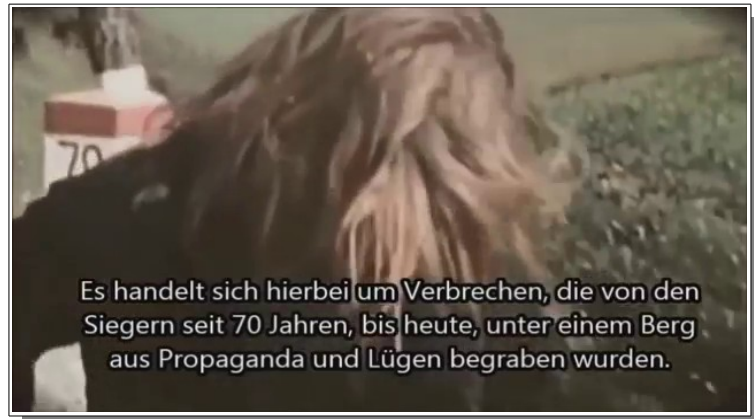 70
Es handelt sich hierbei um Verbrechen, die von den
Siegern seit 70 Jahren, bis heute, unter einem Berg
aus Propaganda und Lügen begraben wurden.